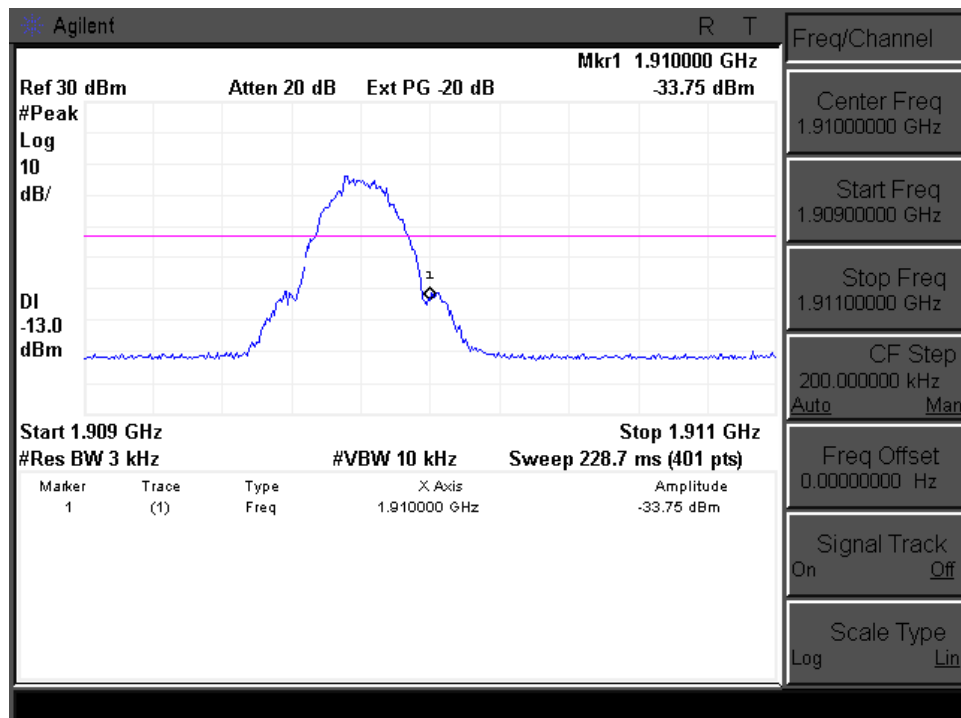 Agilent R T
Mkr1 1.910000 GHz
Ref 30 dBm Atten 20 dB Ext PG -20 dB -33.75 dBm
#Peak
Log
10
dB/
1
DI
-13.0
dBm
Start 1.909 GHz Stop 1.911 GHz
#Res BW 3 kHz #VBW 10 kHz Sweep 228.7 ms (401 pts)
Marker Trace Type X Axis Amplitude
1 (1) Freq 1.910000 GHz -33.75 dBm
Freq/Channel
Center Freq
1.91000000 GHz
Start Freq
1.90900000 GHz
Stop Freq
1.91100000 GHz
CF Step
200.000000 kHz
Auto Man
Freq Offset
0.00000000 Hz
Signal Track
On Off
Scale Type
Log Lin